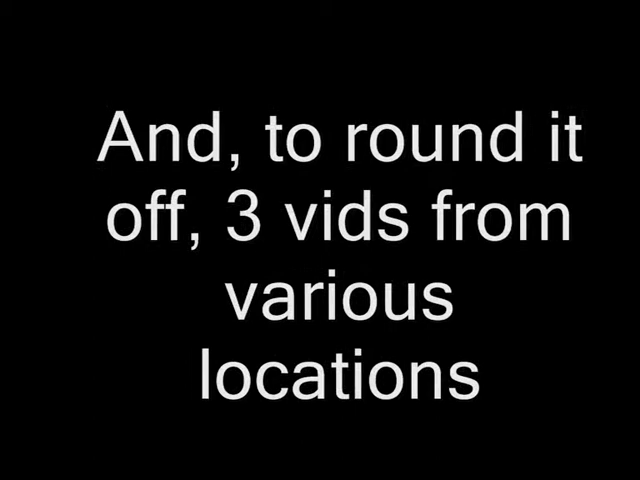 And, to round it
off, 3 vids from
various
locations